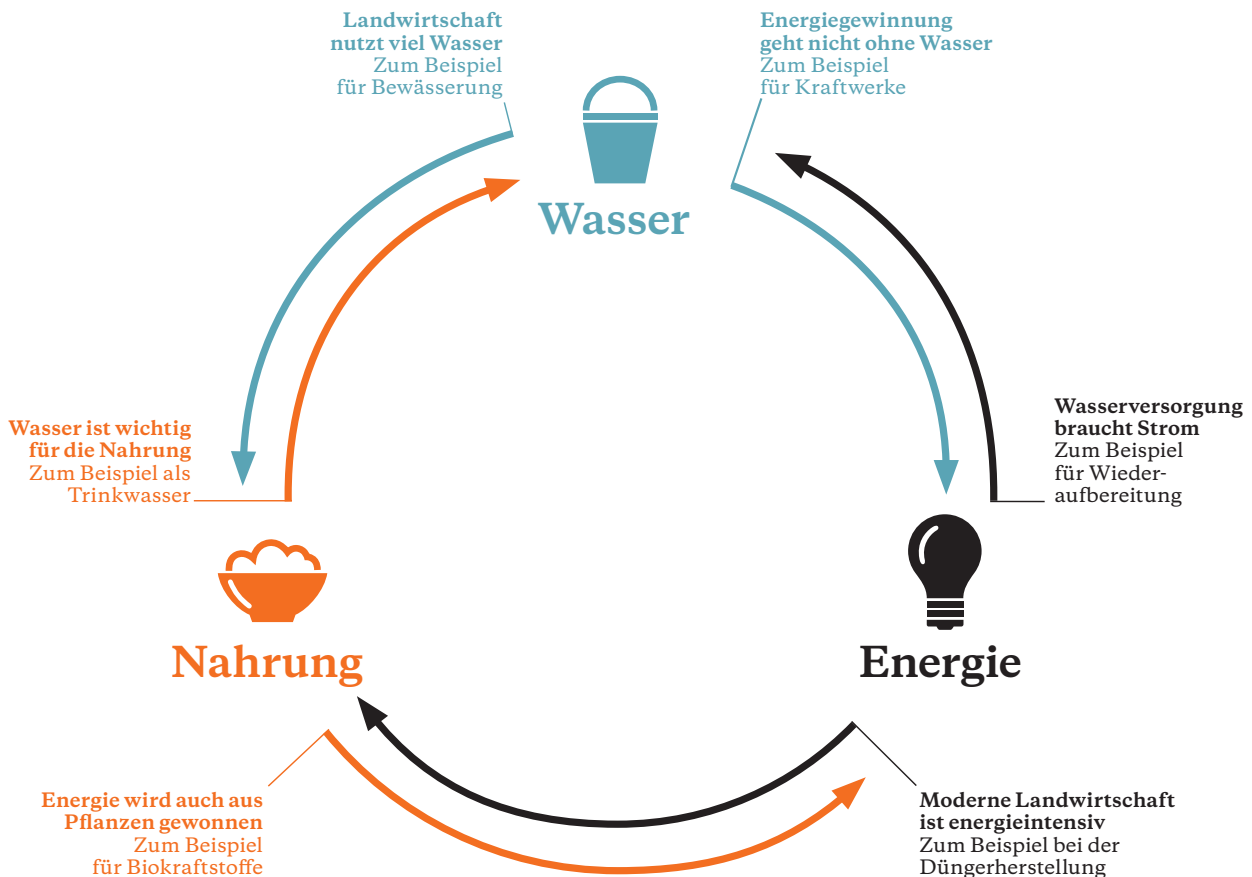 Landwirtschaft
nutzt viel Wasser
Zum Beispiel
für Bewässerung
Energiegewinnung
geht nicht ohne Wasser
Zum Beispiel
für Kraftwerke
Wasser
Wasser ist wichtig
für die Nahrung
Zum Beispiel als
Trinkwasser
Wasserversorgung
braucht Strom
Zum Beispiel
für Wieder-
aufbereitung
Nahrung
Energie
Energie wird auch aus
Pflanzen gewonnen
Zum Beispiel
für Biokraftstoffe
Moderne Landwirtschaft
ist energieintensiv
Zum Beispiel bei der
Düngerherstellung